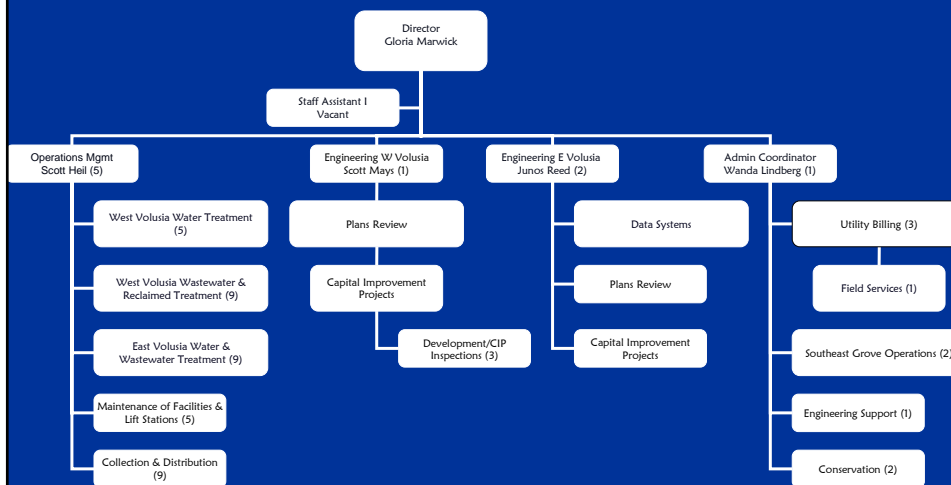 Director
Gloria Marwick
Staff Assistant I
Vacant
Operations Mgmt
Scott Heil (5)
Engineering W Volusia
Scott Mays (1)
Engineering E Volusia
Junos Reed (2)
Admin Coordinator
Wanda Lindberg (1)
West Volusia Water Treatment
(5)
West Volusia Wastewater &
Reclaimed Treatment (9)
East Volusia Water &
Wastewater Treatment (9)
Maintenance of Facilities &
Lift Stations (5)
Collection & Distribution
(9)
Plans Review
Capital Improvement
Projects
Development/CIP
Inspections (3)
Data Systems
Plans Review
Capital Improvement
Projects
Utility Billing (3)
Field Services (1)
Southeast Grove Operations (2)
Engineering Support (1)
Conservation (2)